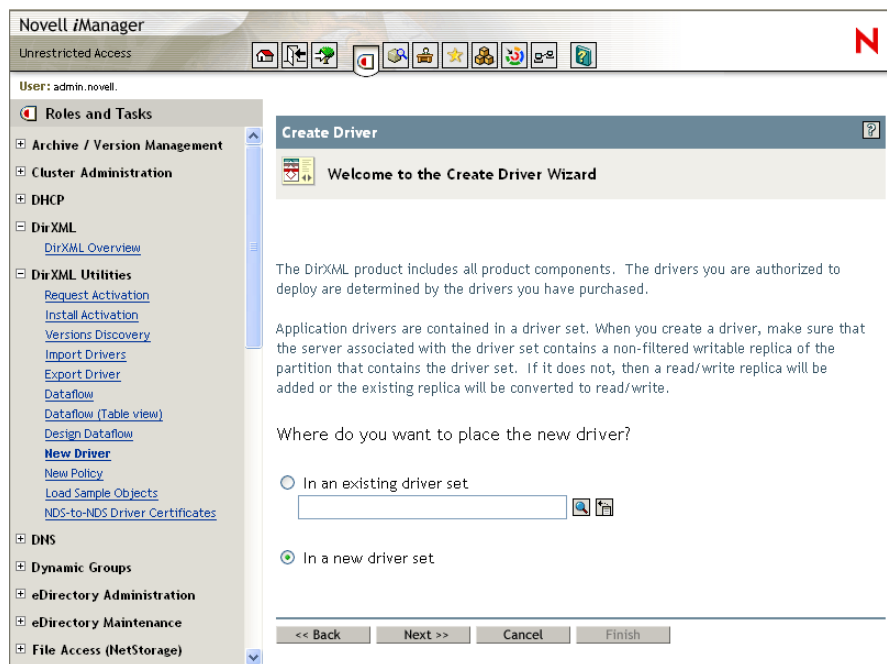 Novell iManager
Unrestricted Access
N
User: admin.novell.
Roles and Tasks
Archive / Version Management
Cluster Administration
DHCP
DirXML
DirXML Overview
DirXML Utilities
Request Activation
Install Activation
Versions Discovery
Import Drivers
Export Driver
Dataflow
Dataflow (Table view)
Design Dataflow
New Driver
New Policy
Load Sample Objects
NDS-to-NDS Driver Certificates
DNS
Dynamic Groups
eDirectory Administration
eDirectory Maintenance
File Access (NetStorage)
Create Driver
?
Welcome to the Create Driver Wizard
The DirXML product includes all product components. The drivers you are authorized to
deploy are determined by the drivers you have purchased.
Application drivers are contained in a driver set. When you create a driver, make sure that
the server associated with the driver set contains a non-filtered writable replica of the
partition that contains the driver set. If it does not, then a read/write replica will be
added or the existing replica will be converted to read/write.
Where do you want to place the new driver?
In an existing driver set
In a new driver set
<< Back
Next >>
Cancel
Finish